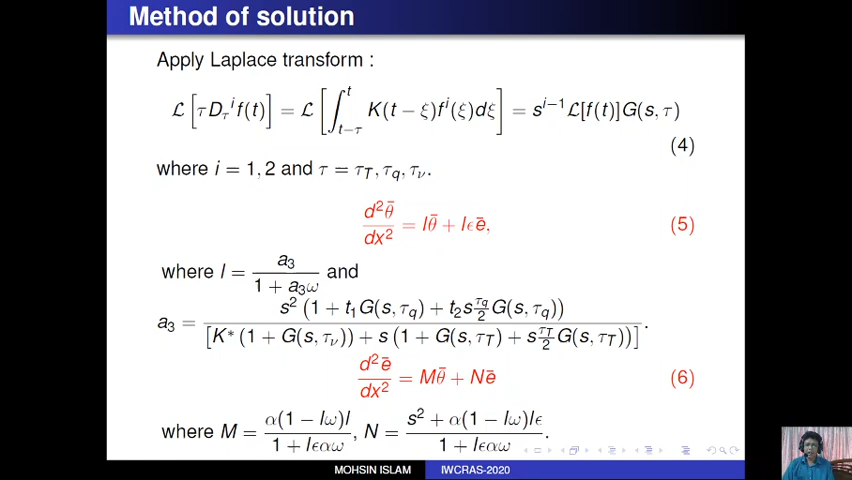 Method of solution
Apply Laplace transform :
ℒ [τD_τ^i f(t)] = ℒ [∫_{t−τ}^{t} K(t − ξ)f^i(ξ)dξ] = s^{i−1}ℒ[f(t)]G(s, τ)
(4)
where i = 1, 2 and τ = τ_T, τ_q, τ_ν.
d²θ̄/dx² = lθ̄ + lϵē, (5)
where l = a₃/(1 + a₃ω) and
a₃ = s² (1 + t₁G(s, τ_q) + t₂s τ_q/2 G(s, τ_q)) / [K* (1 + G(s, τ_ν)) + s (1 + G(s, τ_T) + s τ_T/2 G(s, τ_T))].
d²ē/dx² = Mθ̄ + Nē (6)
where M = α(1 − lω)l/(1 + lϵαω), N = (s² + α(1 − lω)lϵ)/(1 + lϵαω).
MOHSIN ISLAM IWCRAS-2020